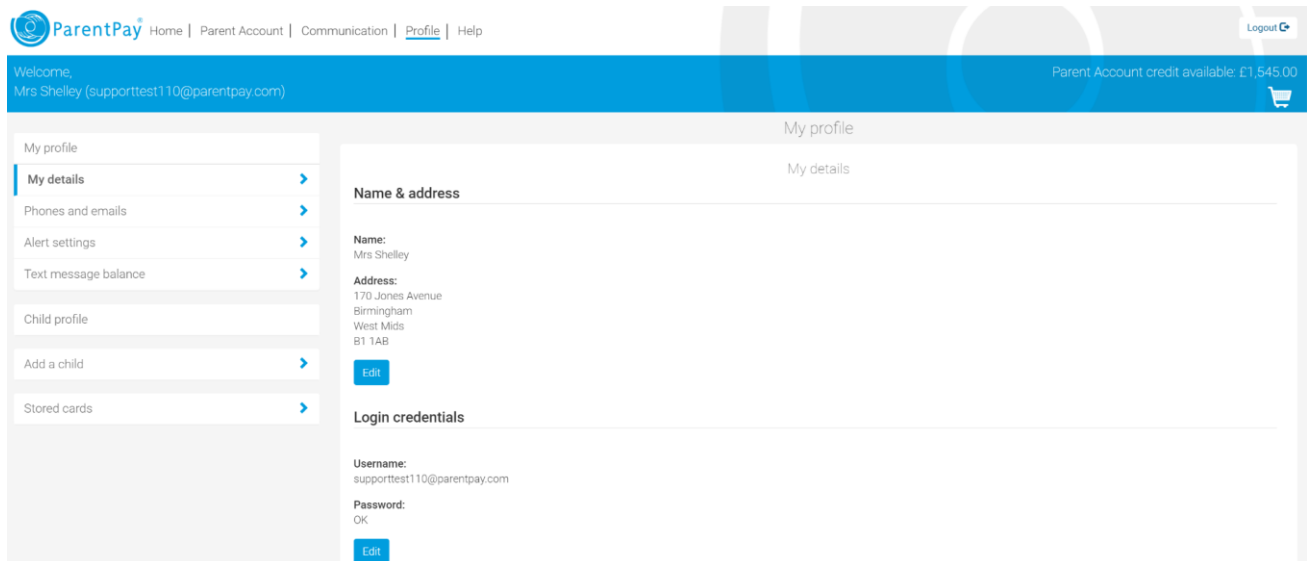 ParentPay Home | Parent Account | Communication | Profile | Help
Logout
Welcome,
Mrs Shelley (supporttest110@parentpay.com)
Parent Account credit available: £1,545.00
My profile
My details
Phones and emails
Alert settings
Text message balance
Child profile
Add a child
Stored cards
My profile
My details
Name & address
Name:
Mrs Shelley
Address:
170 Jones Avenue
Birmingham
West Mids
B1 1AB
Edit
Login credentials
Username:
supporttest110@parentpay.com
Password:
OK
Edit